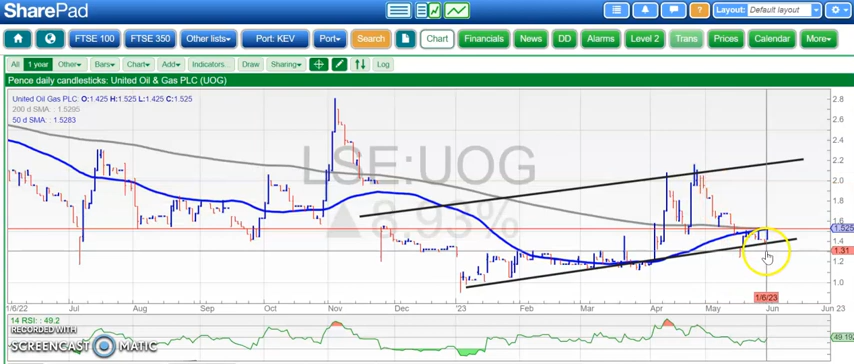 SharePad
Layout: Default layout
FTSE 100 FTSE 350 Other lists Port: KEV Port Search Chart Financials News DD Alarms Level 2 Trans Prices Calendar More
All 1 year Other Bars Chart Add Indicators... Draw Sharing Log
Pence daily candlesticks: United Oil & Gas PLC (UOG)
United Oil Gas PLC. O:1.425 H:1.525 L:1.425 C:1.525
200 d SMA: 1.5295
50 d SMA: 1.5283
LSE:UOG
▲8.93%
2.8
2.6
2.4
2.2
2.0
1.8
1.6
1.525
1.4
1.31
1.2
1.0
1/6/23
1/6/22 Jul Aug Sep Oct Nov Dec '23 Feb Mar Apr May Jun Jun 23
14 RSI: 49.2
49.192
RECORDED WITH
SCREENCAST MATIC